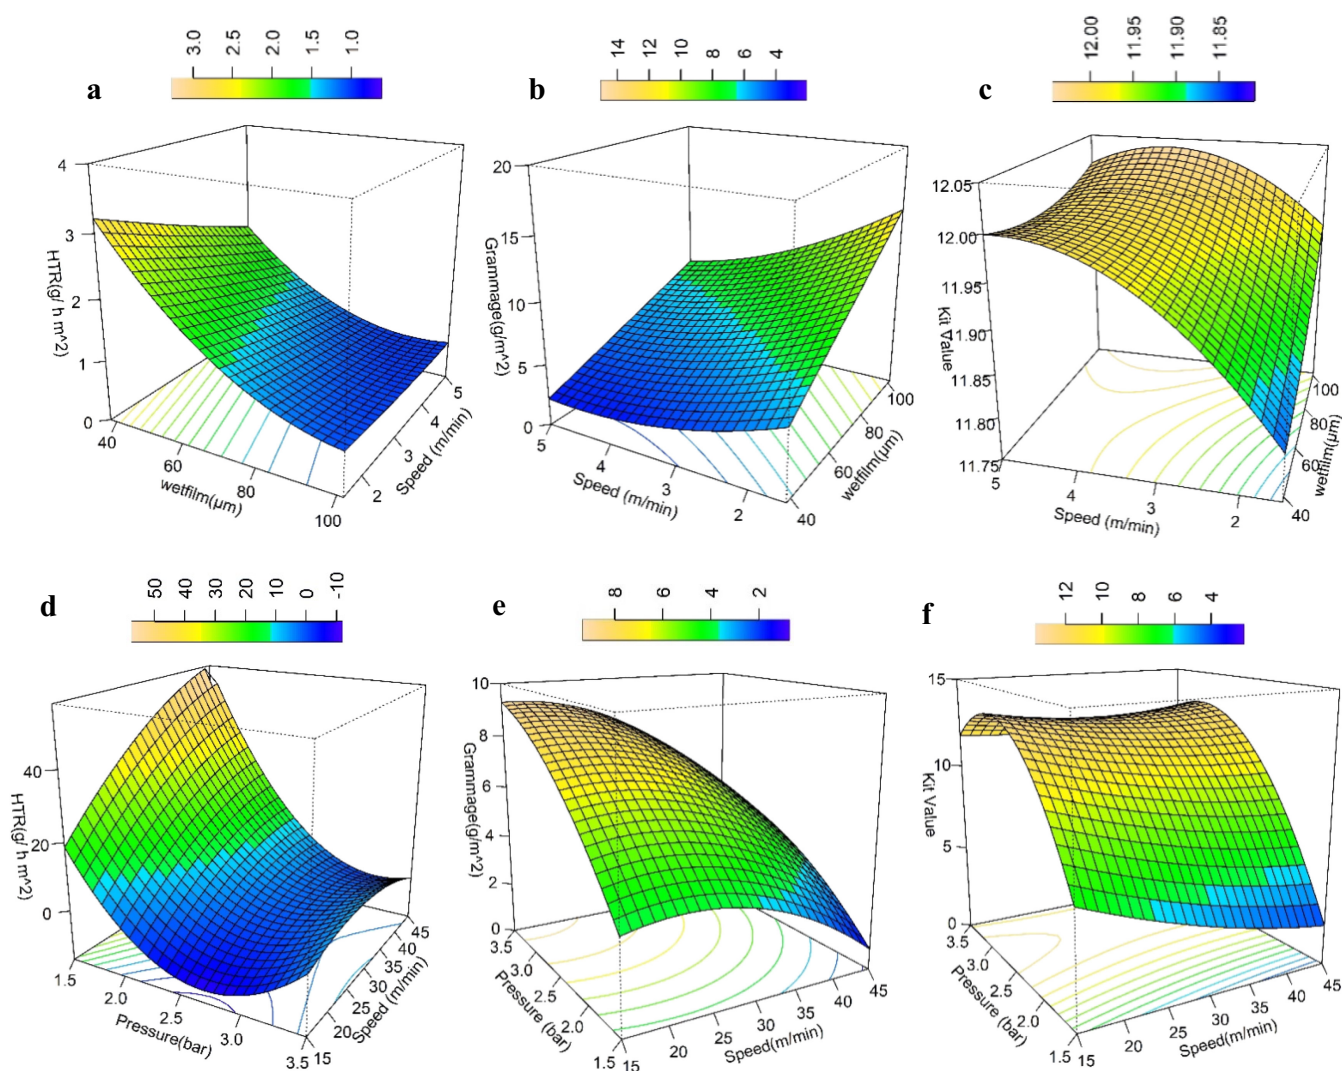 a
3.0 2.5 2.0 1.5 1.0
4
3
2
1
0
HTR(g/ h m^2)
40 60 80 100
wetfilm(µm)
2 3 4 5
Speed (m/min)
b
14 12 10 8 6 4
20
15
10
5
0
Grammage(g/m^2)
5 4 3 2
Speed (m/min)
40 60 80 100
wetfilm(µm)
c
12.00 11.95 11.90 11.85
12.05
12.00
11.95
11.90
11.85
11.80
11.75
Kit Value
5 4 3 2
Speed (m/min)
40 60 80 100
wetfilm(µm)
d
50 40 30 20 10 0 -10
40
20
0
HTR(g/ h m^2)
1.5 2.0 2.5 3.0 3.5
Pressure(bar)
15 20 25 30 35 40 45
Speed (m/min)
e
8 6 4 2
10
8
6
4
2
0
Grammage(g/m^2)
3.5 3.0 2.5 2.0 1.5
Pressure (bar)
15 20 25 30 35 40 45
Speed(m/min)
f
12 10 8 6 4
15
10
5
0
Kit Value
3.5 3.0 2.5 2.0 1.5
Pressure (bar)
15 20 25 30 35 40 45
Speed(m/min)